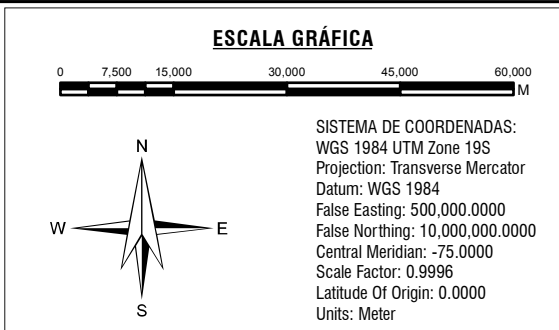 ESCALA GRÁFICA
0 7,500 15,000 30,000 45,000 60,000
M
SISTEMA DE COORDENADAS:
WGS 1984 UTM Zone 19S
Projection: Transverse Mercator
Datum: WGS 1984
False Easting: 500,000.0000
False Northing: 10,000,000.0000
Central Meridian: -75.0000
Scale Factor: 0.9996
Latitude Of Origin: 0.0000
Units: Meter
N
W E
S